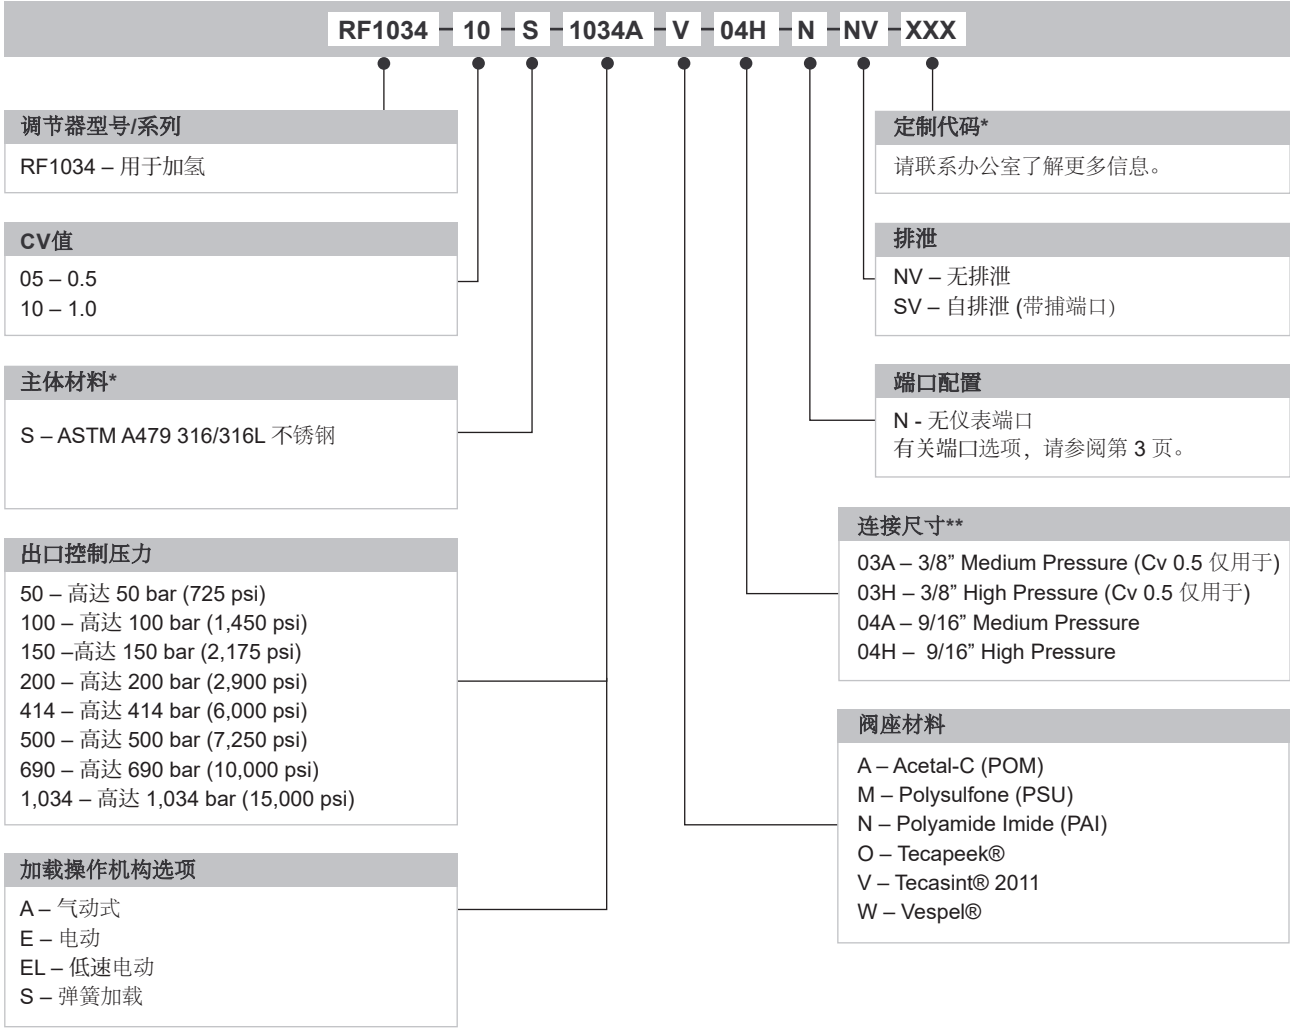 RF1034 10 S 1034A V 04H N NV XXX
调节器型号/系列
RF1034 – 用于加氢
CV值
05 – 0.5
10 – 1.0
主体材料*
S – ASTM A479 316/316L 不锈钢
出口控制压力
50 – 高达 50 bar (725 psi)
100 – 高达 100 bar (1,450 psi)
150 –高达 150 bar (2,175 psi)
200 – 高达 200 bar (2,900 psi)
414 – 高达 414 bar (6,000 psi)
500 – 高达 500 bar (7,250 psi)
690 – 高达 690 bar (10,000 psi)
1,034 – 高达 1,034 bar (15,000 psi)
加载操作机构选项
A – 气动式
E – 电动
EL – 低速电动
S – 弹簧加载
定制代码*
请联系办公室了解更多信息。
排泄
NV – 无排泄
SV – 自排泄 (带捕端口)
端口配置
N - 无仪表端口
有关端口选项，请参阅第 3 页。
连接尺寸**
03A – 3/8” Medium Pressure (Cv 0.5 仅用于)
03H – 3/8” High Pressure (Cv 0.5 仅用于)
04A – 9/16” Medium Pressure
04H – 9/16” High Pressure
阀座材料
A – Acetal-C (POM)
M – Polysulfone (PSU)
N – Polyamide Imide (PAI)
O – Tecapeek®
V – Tecasint® 2011
W – Vespel®